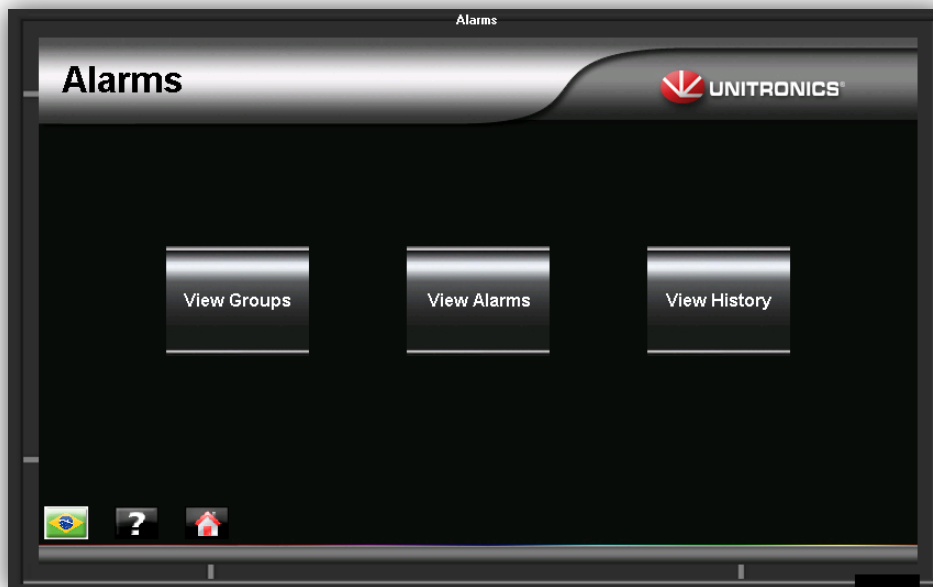 Alarms
Alarms
UNITRONICS®
View Groups
View Alarms
View History
?